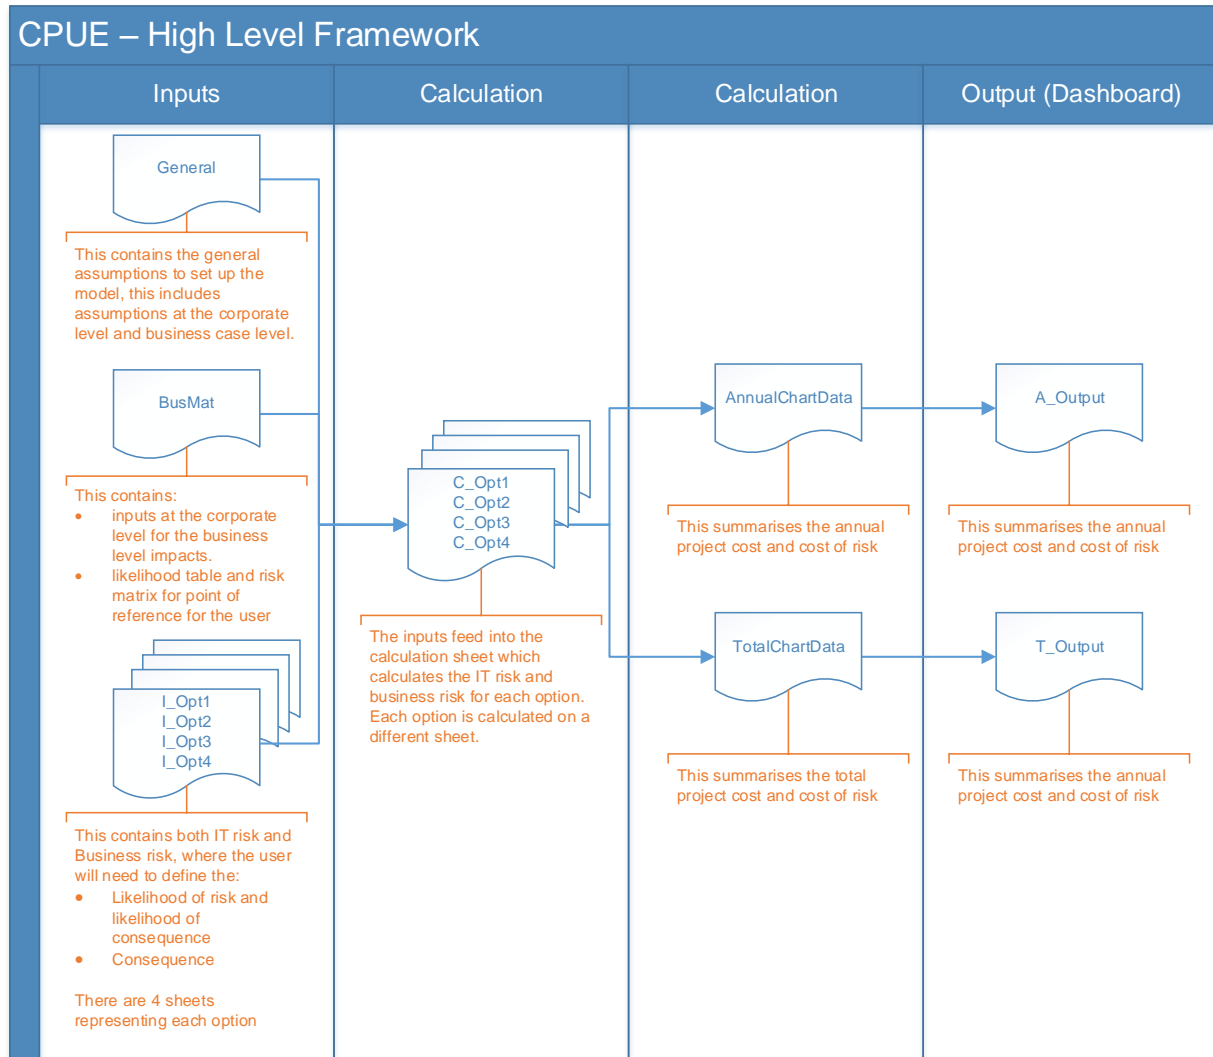 CPUE – High Level Framework
Inputs
Calculation
Calculation
Output (Dashboard)
General
This contains the general
assumptions to set up the
model, this includes
assumptions at the corporate
level and business case level.
BusMat
This contains:
• inputs at the corporate
level for the business
level impacts.
• likelihood table and risk
matrix for point of
reference for the user
I_Opt1
I_Opt2
I_Opt3
I_Opt4
This contains both IT risk and
Business risk, where the user
will need to define the:
• Likelihood of risk and
likelihood of
consequence
• Consequence
There are 4 sheets
representing each option
C_Opt1
C_Opt2
C_Opt3
C_Opt4
The inputs feed into the
calculation sheet which
calculates the IT risk and
business risk for each option.
Each option is calculated on a
different sheet.
AnnualChartData
This summarises the annual
project cost and cost of risk
TotalChartData
This summarises the total
project cost and cost of risk
A_Output
This summarises the annual
project cost and cost of risk
T_Output
This summarises the annual
project cost and cost of risk